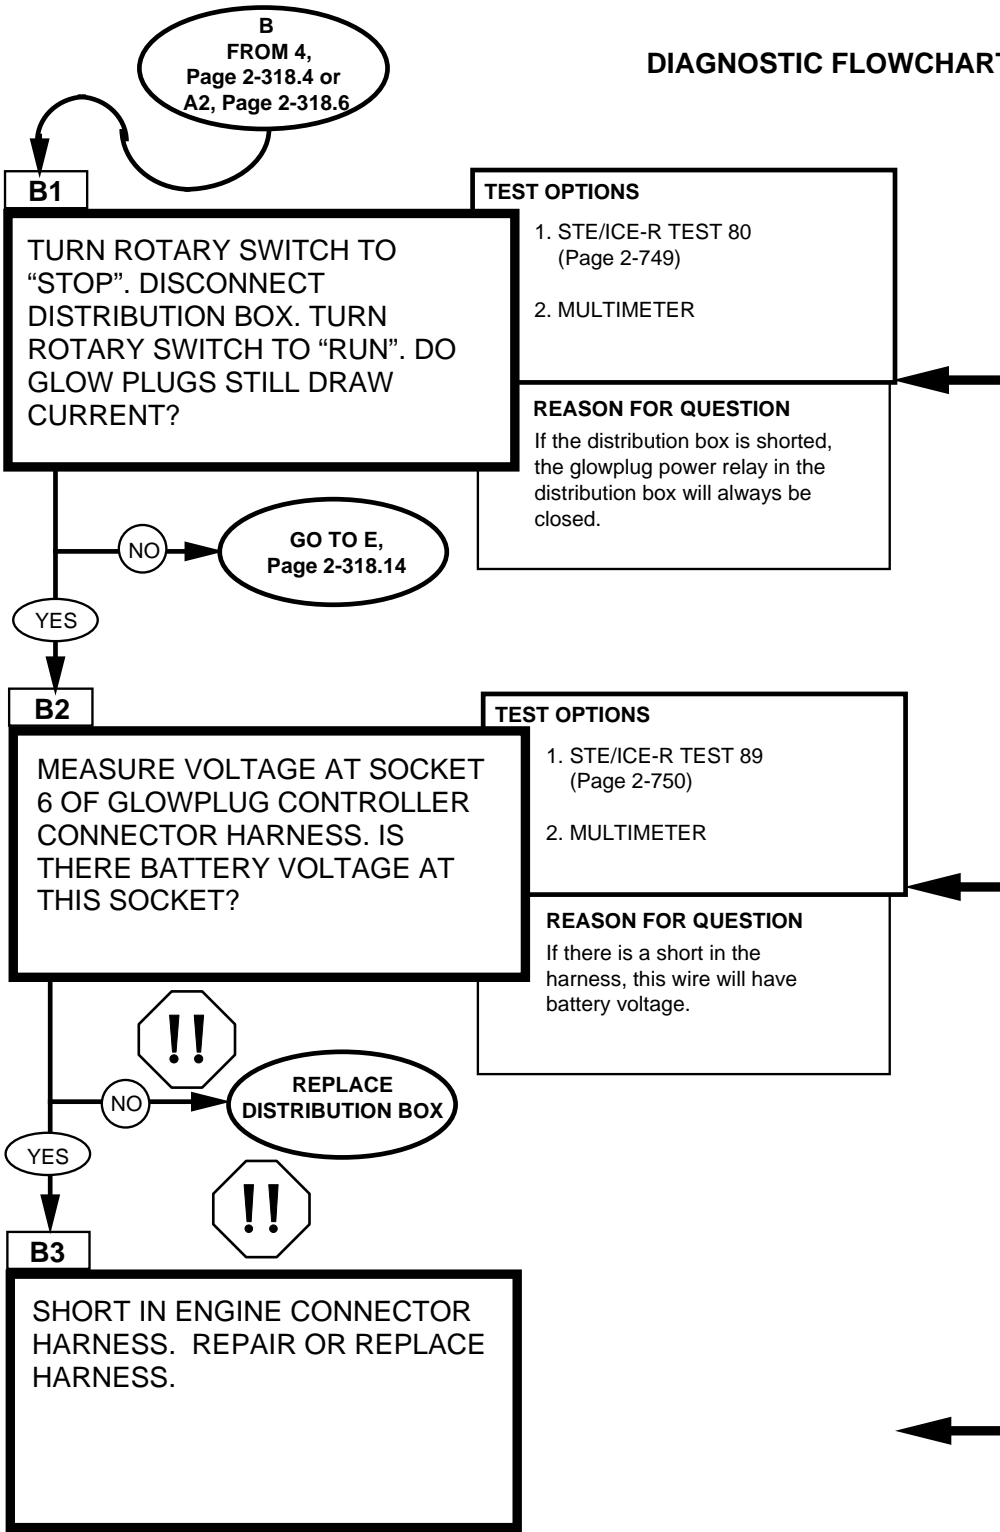 B
FROM 4,
Page 2-318.4 or
A2, Page 2-318.6
DIAGNOSTIC FLOWCHART
B1
TURN ROTARY SWITCH TO
“STOP”. DISCONNECT
DISTRIBUTION BOX. TURN
ROTARY SWITCH TO “RUN”. DO
GLOW PLUGS STILL DRAW
CURRENT?
TEST OPTIONS
1. STE/ICE-R TEST 80
(Page 2-749)
2. MULTIMETER
REASON FOR QUESTION
If the distribution box is shorted,
the glowplug power relay in the
distribution box will always be
closed.
NO
GO TO E,
Page 2-318.14
YES
B2
MEASURE VOLTAGE AT SOCKET
6 OF GLOWPLUG CONTROLLER
CONNECTOR HARNESS. IS
THERE BATTERY VOLTAGE AT
THIS SOCKET?
TEST OPTIONS
1. STE/ICE-R TEST 89
(Page 2-750)
2. MULTIMETER
REASON FOR QUESTION
If there is a short in the
harness, this wire will have
battery voltage.
!!
NO
REPLACE
DISTRIBUTION BOX
YES
!!
B3
SHORT IN ENGINE CONNECTOR
HARNESS. REPAIR OR REPLACE
HARNESS.